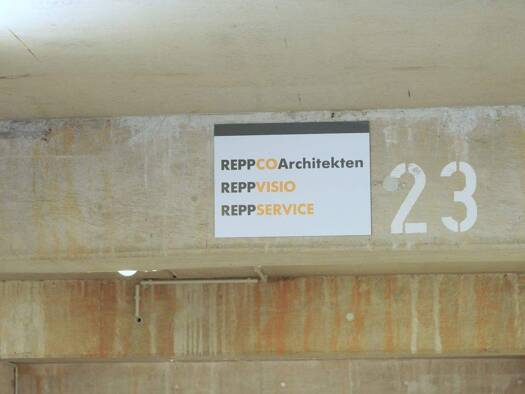 REPPCOArchitekten
REPPVISIO
REPPSERVICE
23